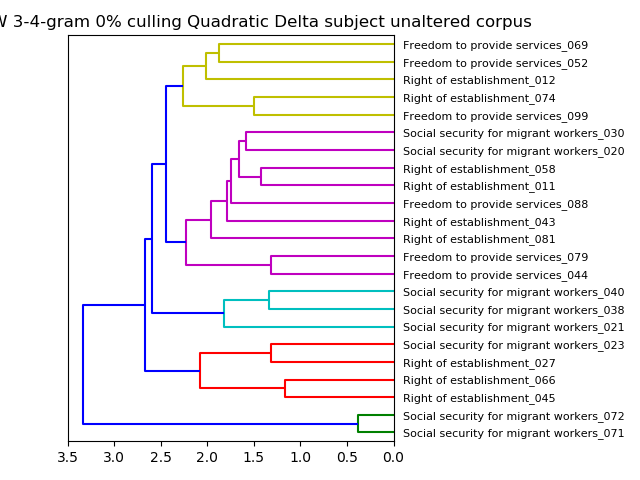 3-4-gram 0% culling Quadratic Delta subject unaltered corpus
Freedom to provide services_069
Freedom to provide services_052
Right of establishment_012
Right of establishment_074
Freedom to provide services_099
Social security for migrant workers_030
Social security for migrant workers_020
Right of establishment_058
Right of establishment_011
Freedom to provide services_088
Right of establishment_043
Right of establishment_081
Freedom to provide services_079
Freedom to provide services_044
Social security for migrant workers_040
Social security for migrant workers_038
Social security for migrant workers_021
Social security for migrant workers_023
Right of establishment_027
Right of establishment_066
Right of establishment_045
Social security for migrant workers_072
Social security for migrant workers_071
3.5 3.0 2.5 2.0 1.5 1.0 0.5 0.0